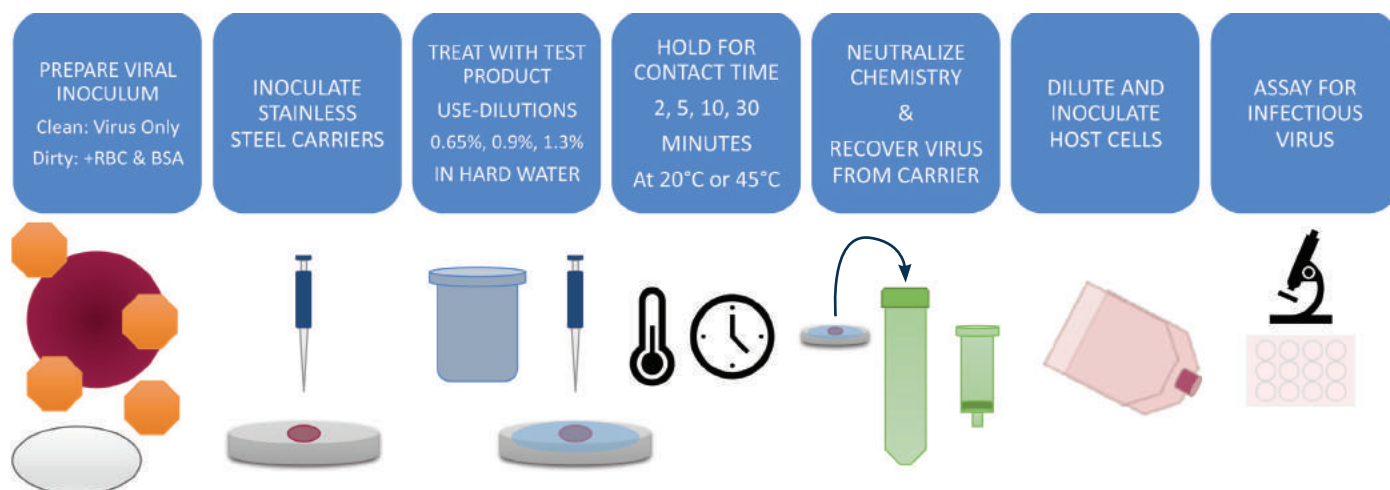 PREPARE VIRAL
INOCULUM
Clean: Virus Only
Dirty: +RBC & BSA
INOCULATE
STAINLESS
STEEL CARRIERS
TREAT WITH TEST
PRODUCT
USE-DILUTIONS
0.65%, 0.9%, 1.3%
IN HARD WATER
HOLD FOR
CONTACT TIME
2, 5, 10, 30
MINUTES
At 20°C or 45°C
NEUTRALIZE
CHEMISTRY
&
RECOVER VIRUS
FROM CARRIER
DILUTE AND
INOCULATE
HOST CELLS
ASSAY FOR
INFECTIOUS
VIRUS